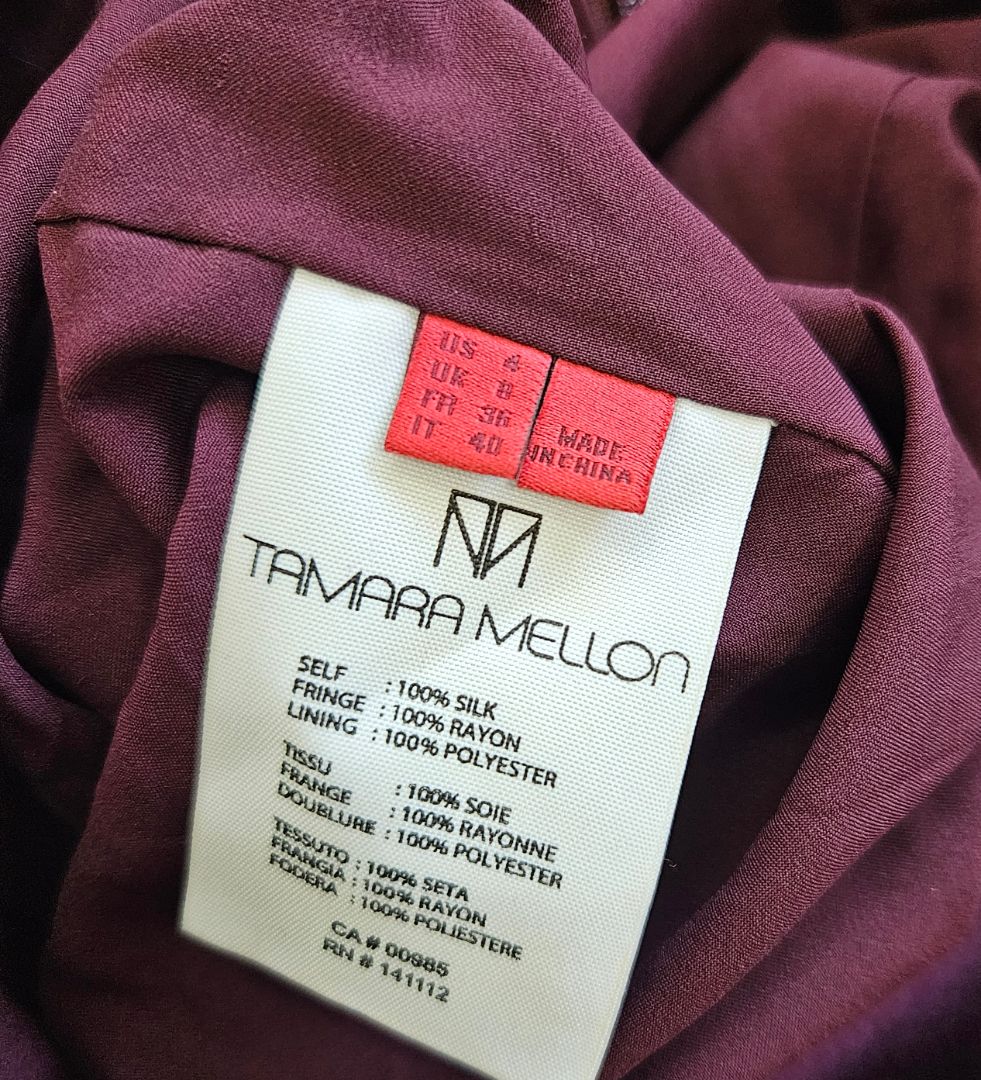 US 4
UK 8
FR 36
IT 40
MADE
IN CHINA
TAMARA MELLON
SELF : 100% SILK
FRINGE : 100% RAYON
LINING : 100% POLYESTER
TISSU : 100% SOIE
FRANGE : 100% RAYONNE
DOUBLURE : 100% POLYESTER
TESSUTO : 100% SETA
FRANGIA : 100% RAYON
FODERA : 100% POLIESTERE
CA # 00985
RN # 141112